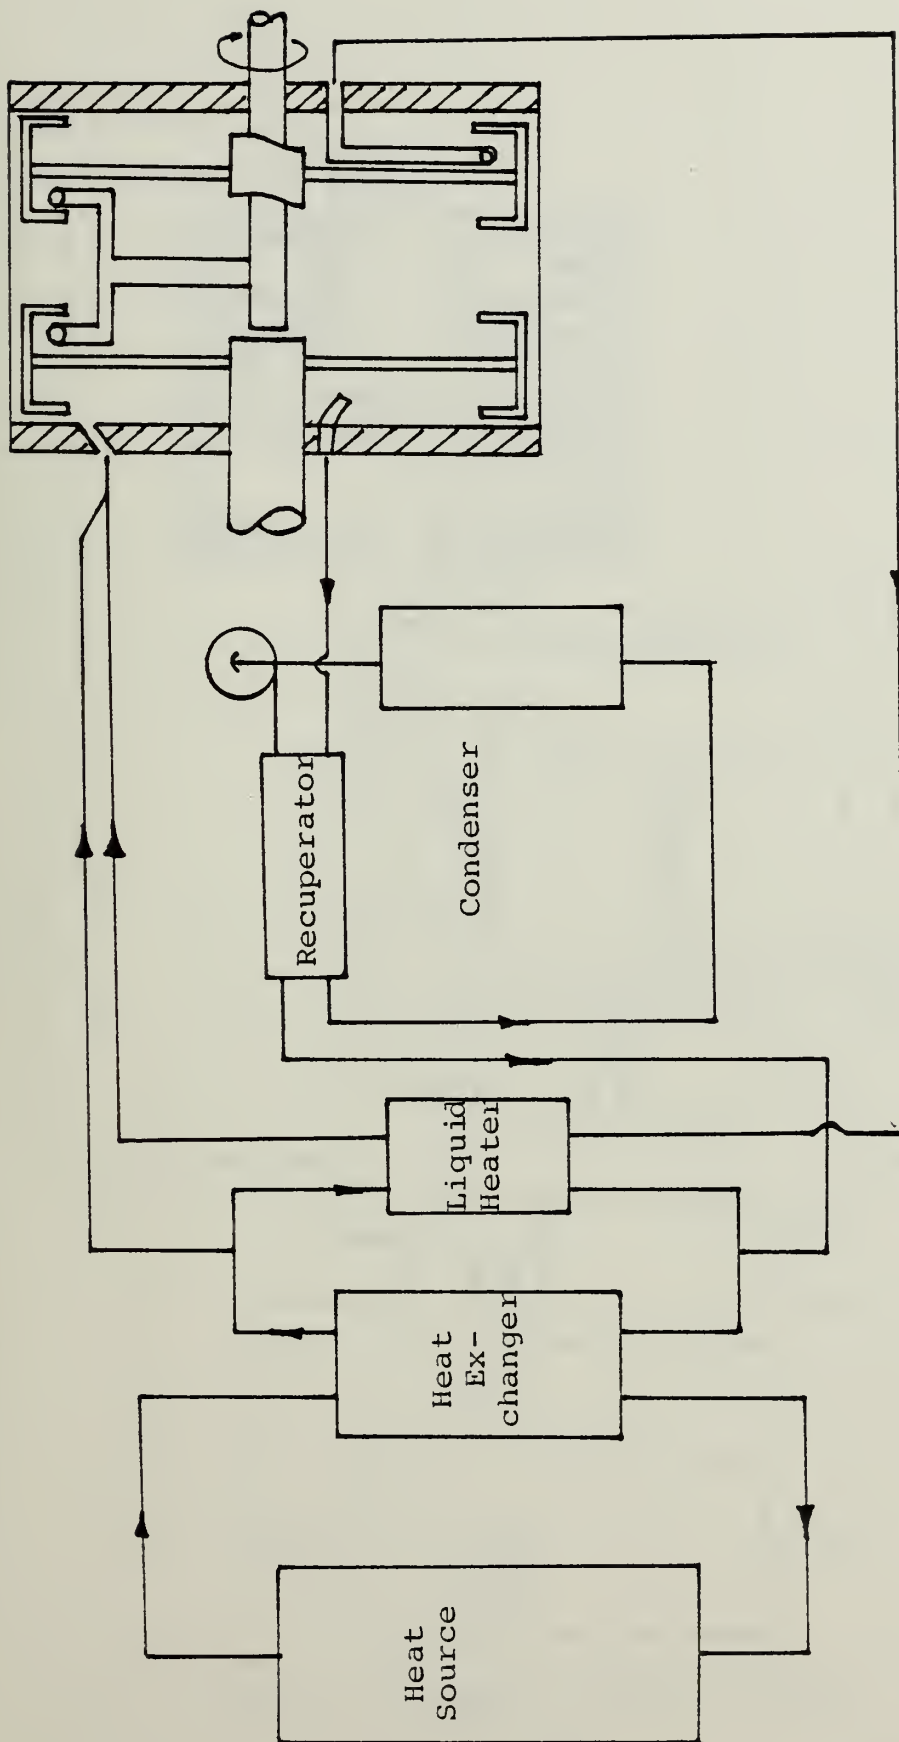 Heat
Source
Heat
Ex-
changer
Liquid
Heater
Recuperator
Condenser